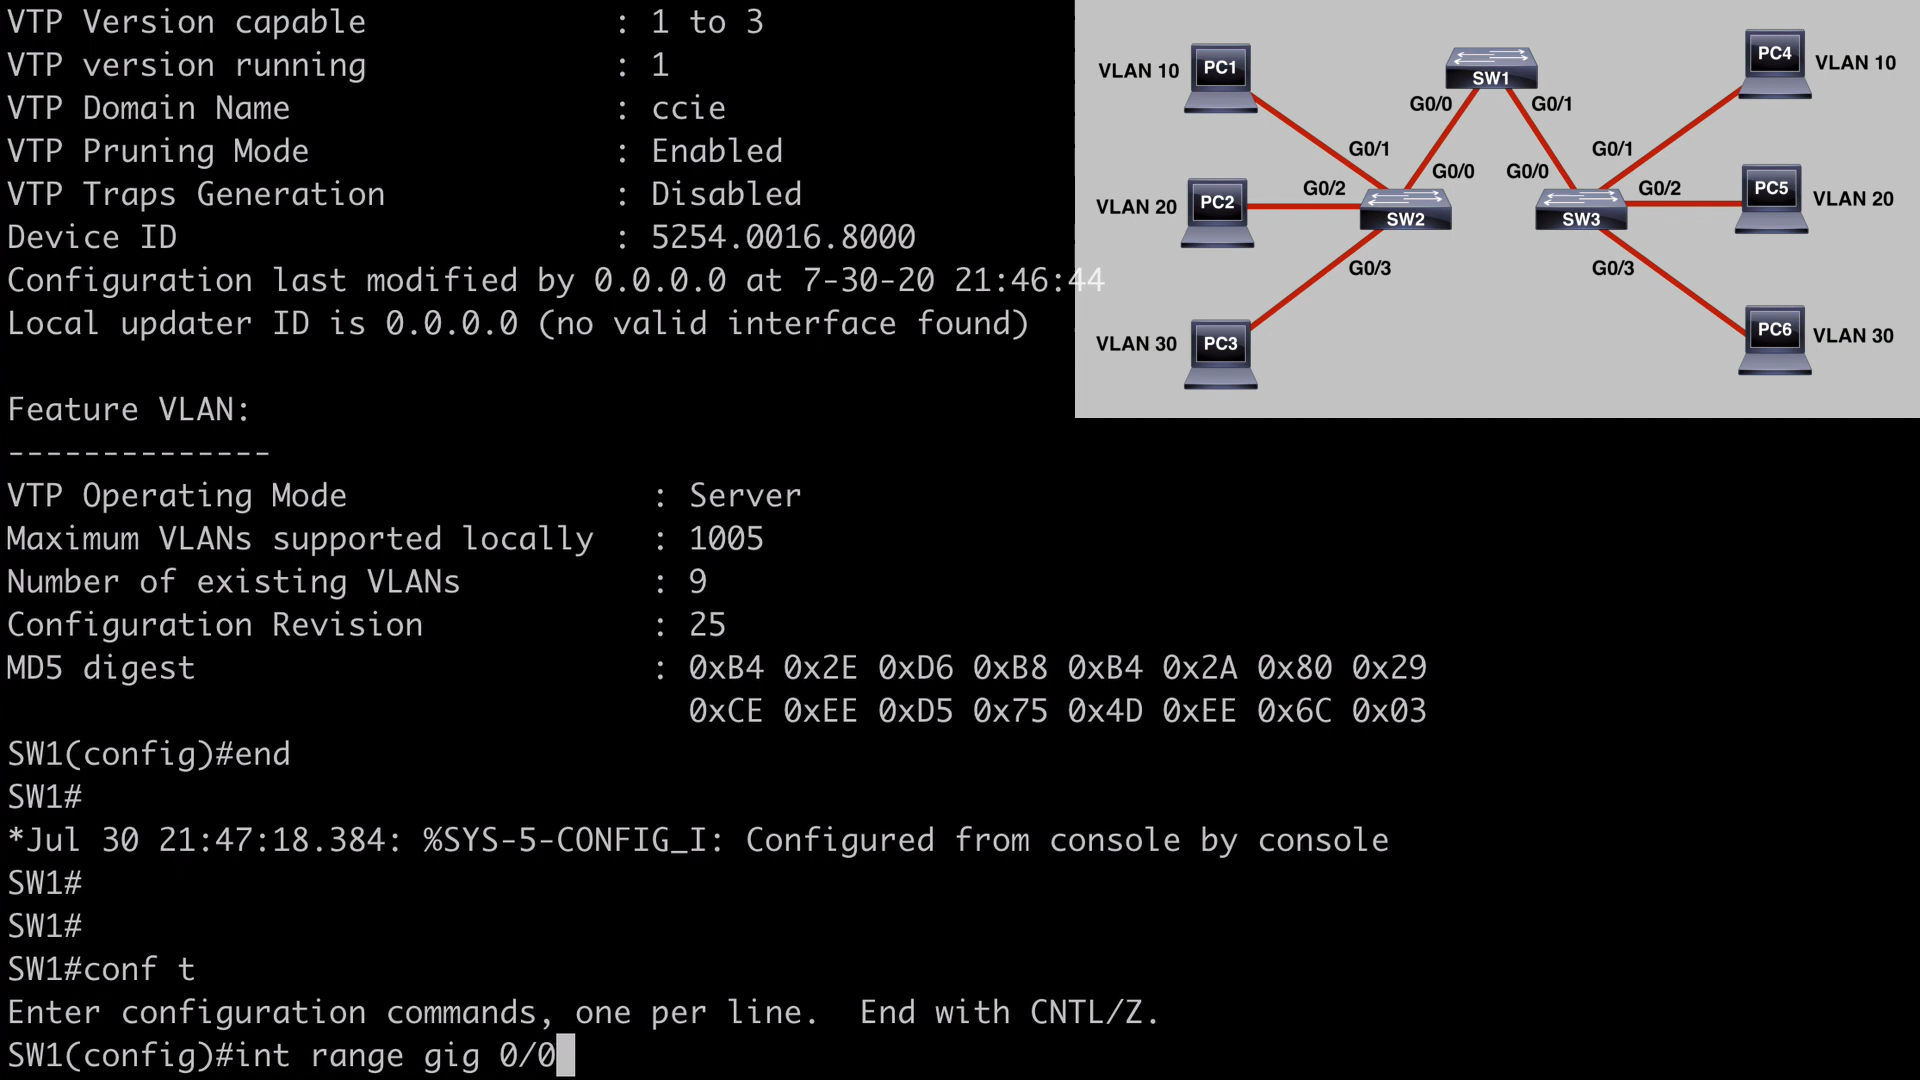 VTP Version capable : 1 to 3
VTP version running : 1
VTP Domain Name : ccie
VTP Pruning Mode : Enabled
VTP Traps Generation : Disabled
Device ID : 5254.0016.8000
Configuration last modified by 0.0.0.0 at 7-30-20 21:46:44
Local updater ID is 0.0.0.0 (no valid interface found)
Feature VLAN:
--------------
VTP Operating Mode : Server
Maximum VLANs supported locally : 1005
Number of existing VLANs : 9
Configuration Revision : 25
MD5 digest : 0xB4 0x2E 0xD6 0xB8 0xB4 0x2A 0x80 0x29
0xCE 0xEE 0xD5 0x75 0x4D 0xEE 0x6C 0x03
SW1(config)#end
SW1#
*Jul 30 21:47:18.384: %SYS-5-CONFIG_I: Configured from console by console
SW1#
SW1#
SW1#conf t
Enter configuration commands, one per line.  End with CNTL/Z.
SW1(config)#int range gig 0/0
VLAN 10 PC1 SW1 PC4 VLAN 10
G0/0 G0/1
G0/1 G0/0 G0/0 G0/1
VLAN 20 PC2 G0/2 SW2 SW3 G0/2 PC5 VLAN 20
G0/3 G0/3
VLAN 30 PC3 PC6 VLAN 30